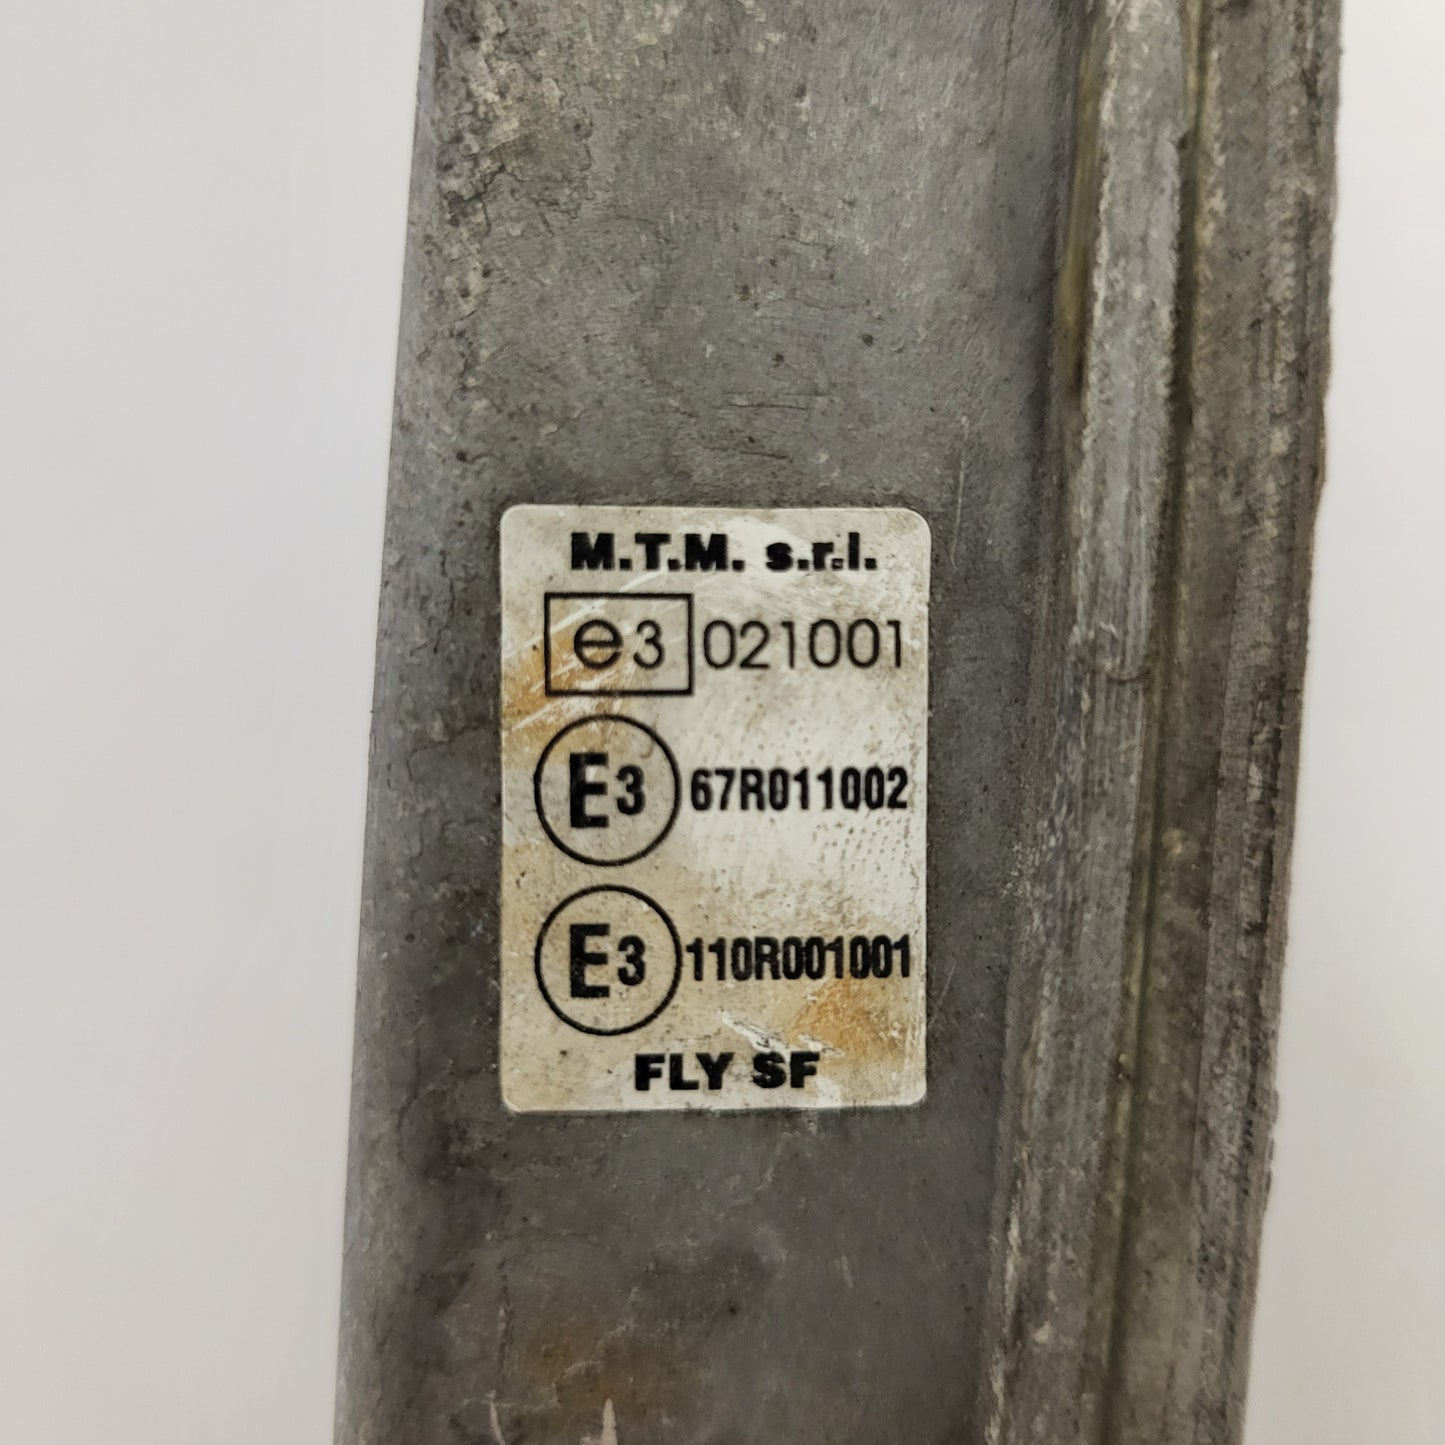 M.T.M. s.r.l.
e3 021001
E3 67R011002
E3 110R001001
FLY SF